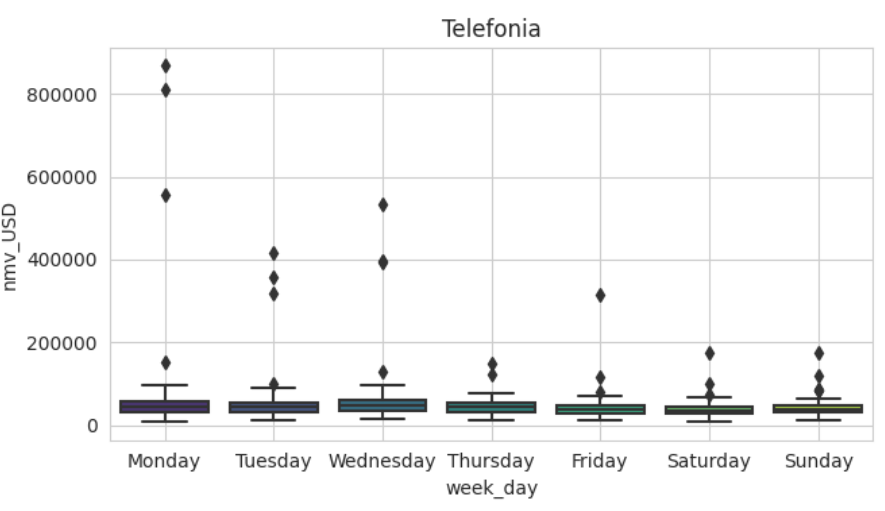 Telefonia
800000
600000
400000
200000
0
nmv_USD
Monday Tuesday Wednesday Thursday Friday Saturday Sunday
week_day